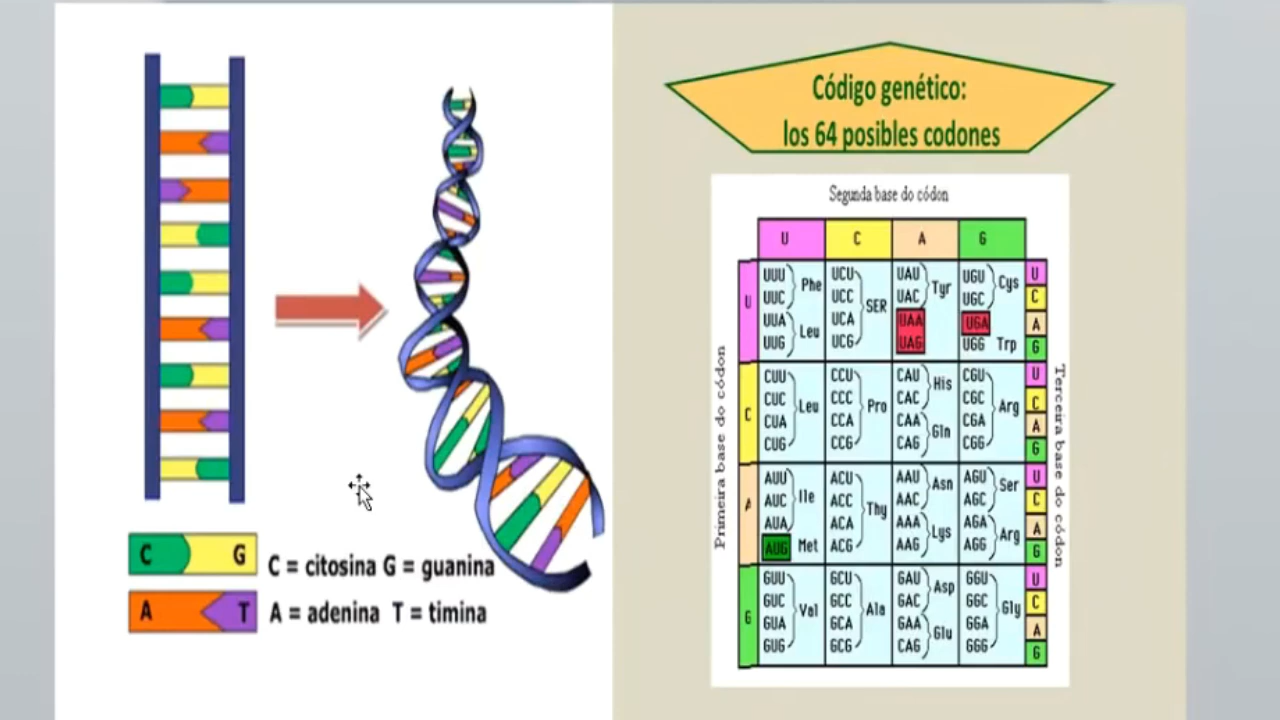 C G C = citosina G = guanina
A T A = adenina T = timina
Código genético:
los 64 posibles codones
Segunda base do códon
U C A G
Primeira base do códon
Terceira base do códon
U
UUU UCU UAU UGU U
UUC Phe UCC UAC Tyr UGC Cys C
UUA UCA SER UAA UGA A
UUG Leu UCG UAG UGG Trp G
C
CUU CCU CAU CGU U
CUC CCC CAC His CGC C
CUA Leu CCA Pro CAA CGA Arg A
CUG CCG CAG Gln CGG G
A
AUU ACU AAU AGU U
AUC Ile ACC AAC Asn AGC Ser C
AUA ACA Thy AAA AGA A
AUG Met ACG AAG Lys AGG Arg G
G
GUU GCU GAU GGU U
GUC GCC GAC Asp GGC C
GUA Val GCA Ala GAA GGA Gly A
GUG GCG CAG Glu GGG G